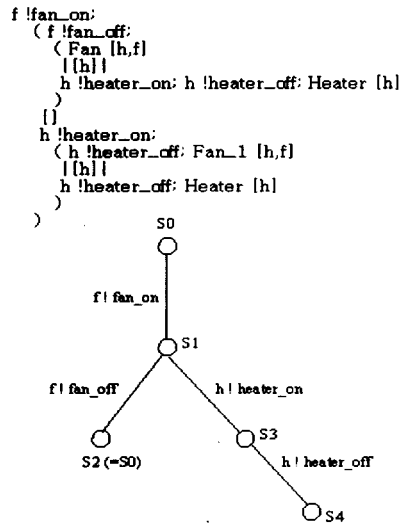 f !fan_on;
( f !fan_off;
( Fan [h,f]
|[h]|
h !heater_on; h !heater_off; Heater [h]
)
[]
h !heater_on;
( h !heater_off; Fan_1 [h,f]
|[h]|
h !heater_off; Heater [h]
)
)
S0
f ! fan_on
S1
f ! fan_off
h ! heater_on
S2 (=S0)
S3
h ! heater_off
S4